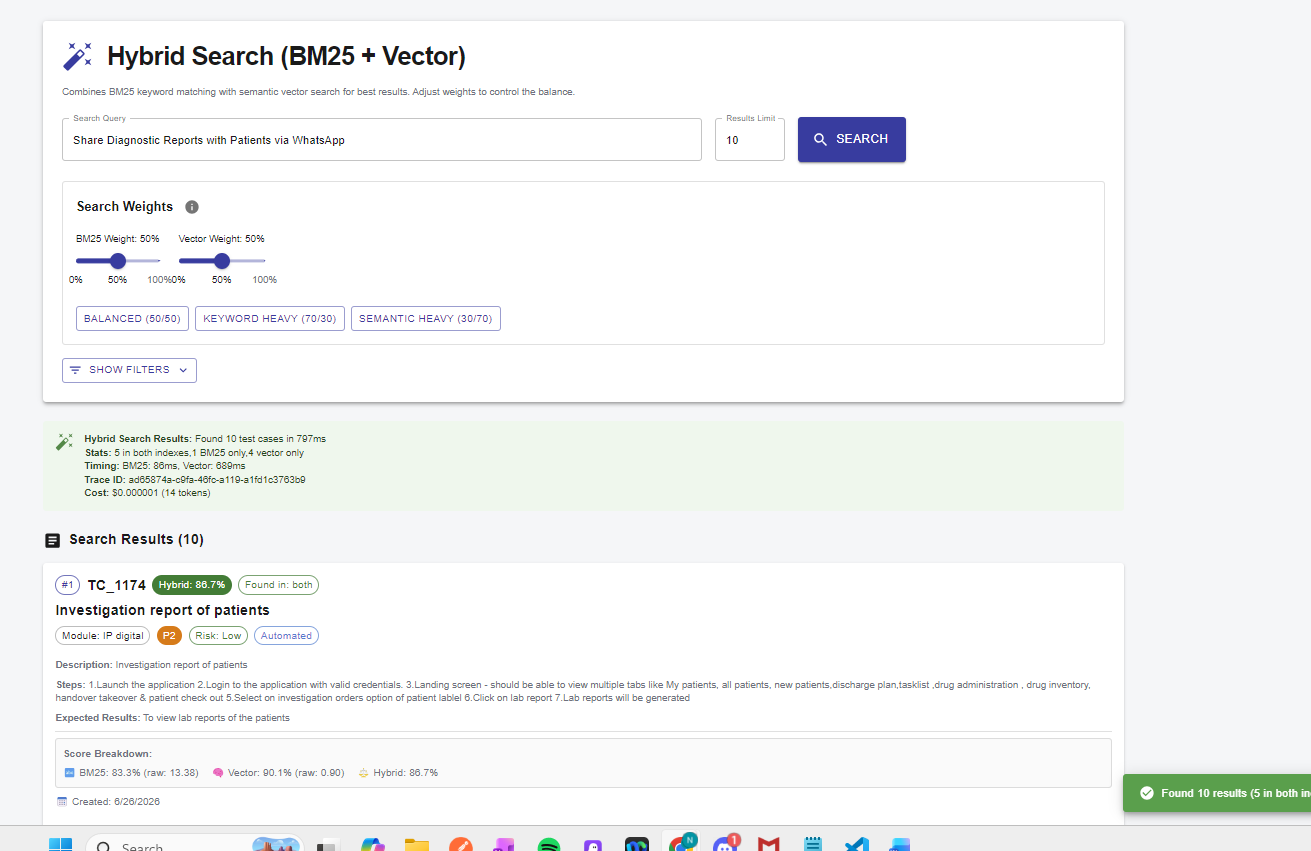 Hybrid Search (BM25 + Vector)
Combines BM25 keyword matching with semantic vector search for best results. Adjust weights to control the balance.
Search Query
Share Diagnostic Reports with Patients via WhatsApp
Results Limit
10
SEARCH
Search Weights
BM25 Weight: 50%
Vector Weight: 50%
0% 50% 100%
0% 50% 100%
BALANCED (50/50)
KEYWORD HEAVY (70/30)
SEMANTIC HEAVY (30/70)
SHOW FILTERS
Hybrid Search Results: Found 10 test cases in 797ms
Stats: 5 in both indexes,1 BM25 only,4 vector only
Timing: BM25: 86ms, Vector: 689ms
Trace ID: ad65874a-c9fa-46fc-a119-a1fd1c3763b9
Cost: $0.000001 (14 tokens)
Search Results (10)
#1 TC_1174 Hybrid: 86.7% Found in: both
Investigation report of patients
Module: IP digital P2 Risk: Low Automated
Description: Investigation report of patients
Steps: 1.Launch the application 2.Login to the application with valid credentials. 3.Landing screen - should be able to view multiple tabs like My patients, all patients, new patients,discharge plan,tasklist ,drug administration , drug inventory,
handover takeover & patient check out 5.Select on investigation orders option of patient lablel 6.Click on lab report 7.Lab reports will be generated
Expected Results: To view lab reports of the patients
Score Breakdown:
BM25: 83.3% (raw: 13.38) Vector: 90.1% (raw: 0.90) Hybrid: 86.7%
Created: 6/26/2026
Found 10 results (5 in both in
Search
N
1